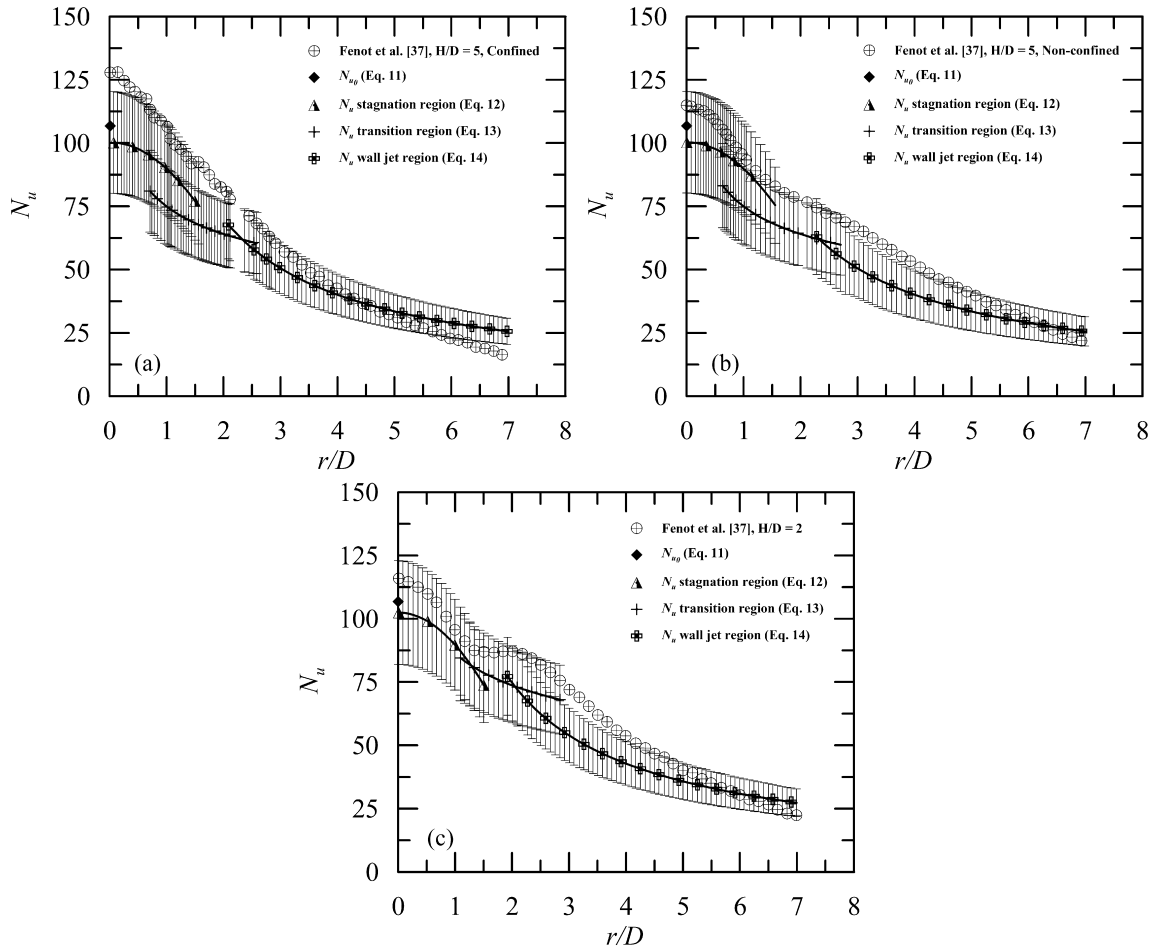 (a)
150
125
100
75
50
25
0
Nu
0 1 2 3 4 5 6 7 8
r/D
Fenot et al. [37], H/D = 5, Confined
Nu0 (Eq. 11)
Nu stagnation region (Eq. 12)
Nu transition region (Eq. 13)
Nu wall jet region (Eq. 14)
(b)
150
125
100
75
50
25
0
Nu
0 1 2 3 4 5 6 7 8
r/D
Fenot et al. [37], H/D = 5, Non-confined
Nu0 (Eq. 11)
Nu stagnation region (Eq. 12)
Nu transition region (Eq. 13)
Nu wall jet region (Eq. 14)
(c)
150
125
100
75
50
25
0
Nu
0 1 2 3 4 5 6 7 8
r/D
Fenot et al. [37], H/D = 2
Nu0 (Eq. 11)
Nu stagnation region (Eq. 12)
Nu transition region (Eq. 13)
Nu wall jet region (Eq. 14)